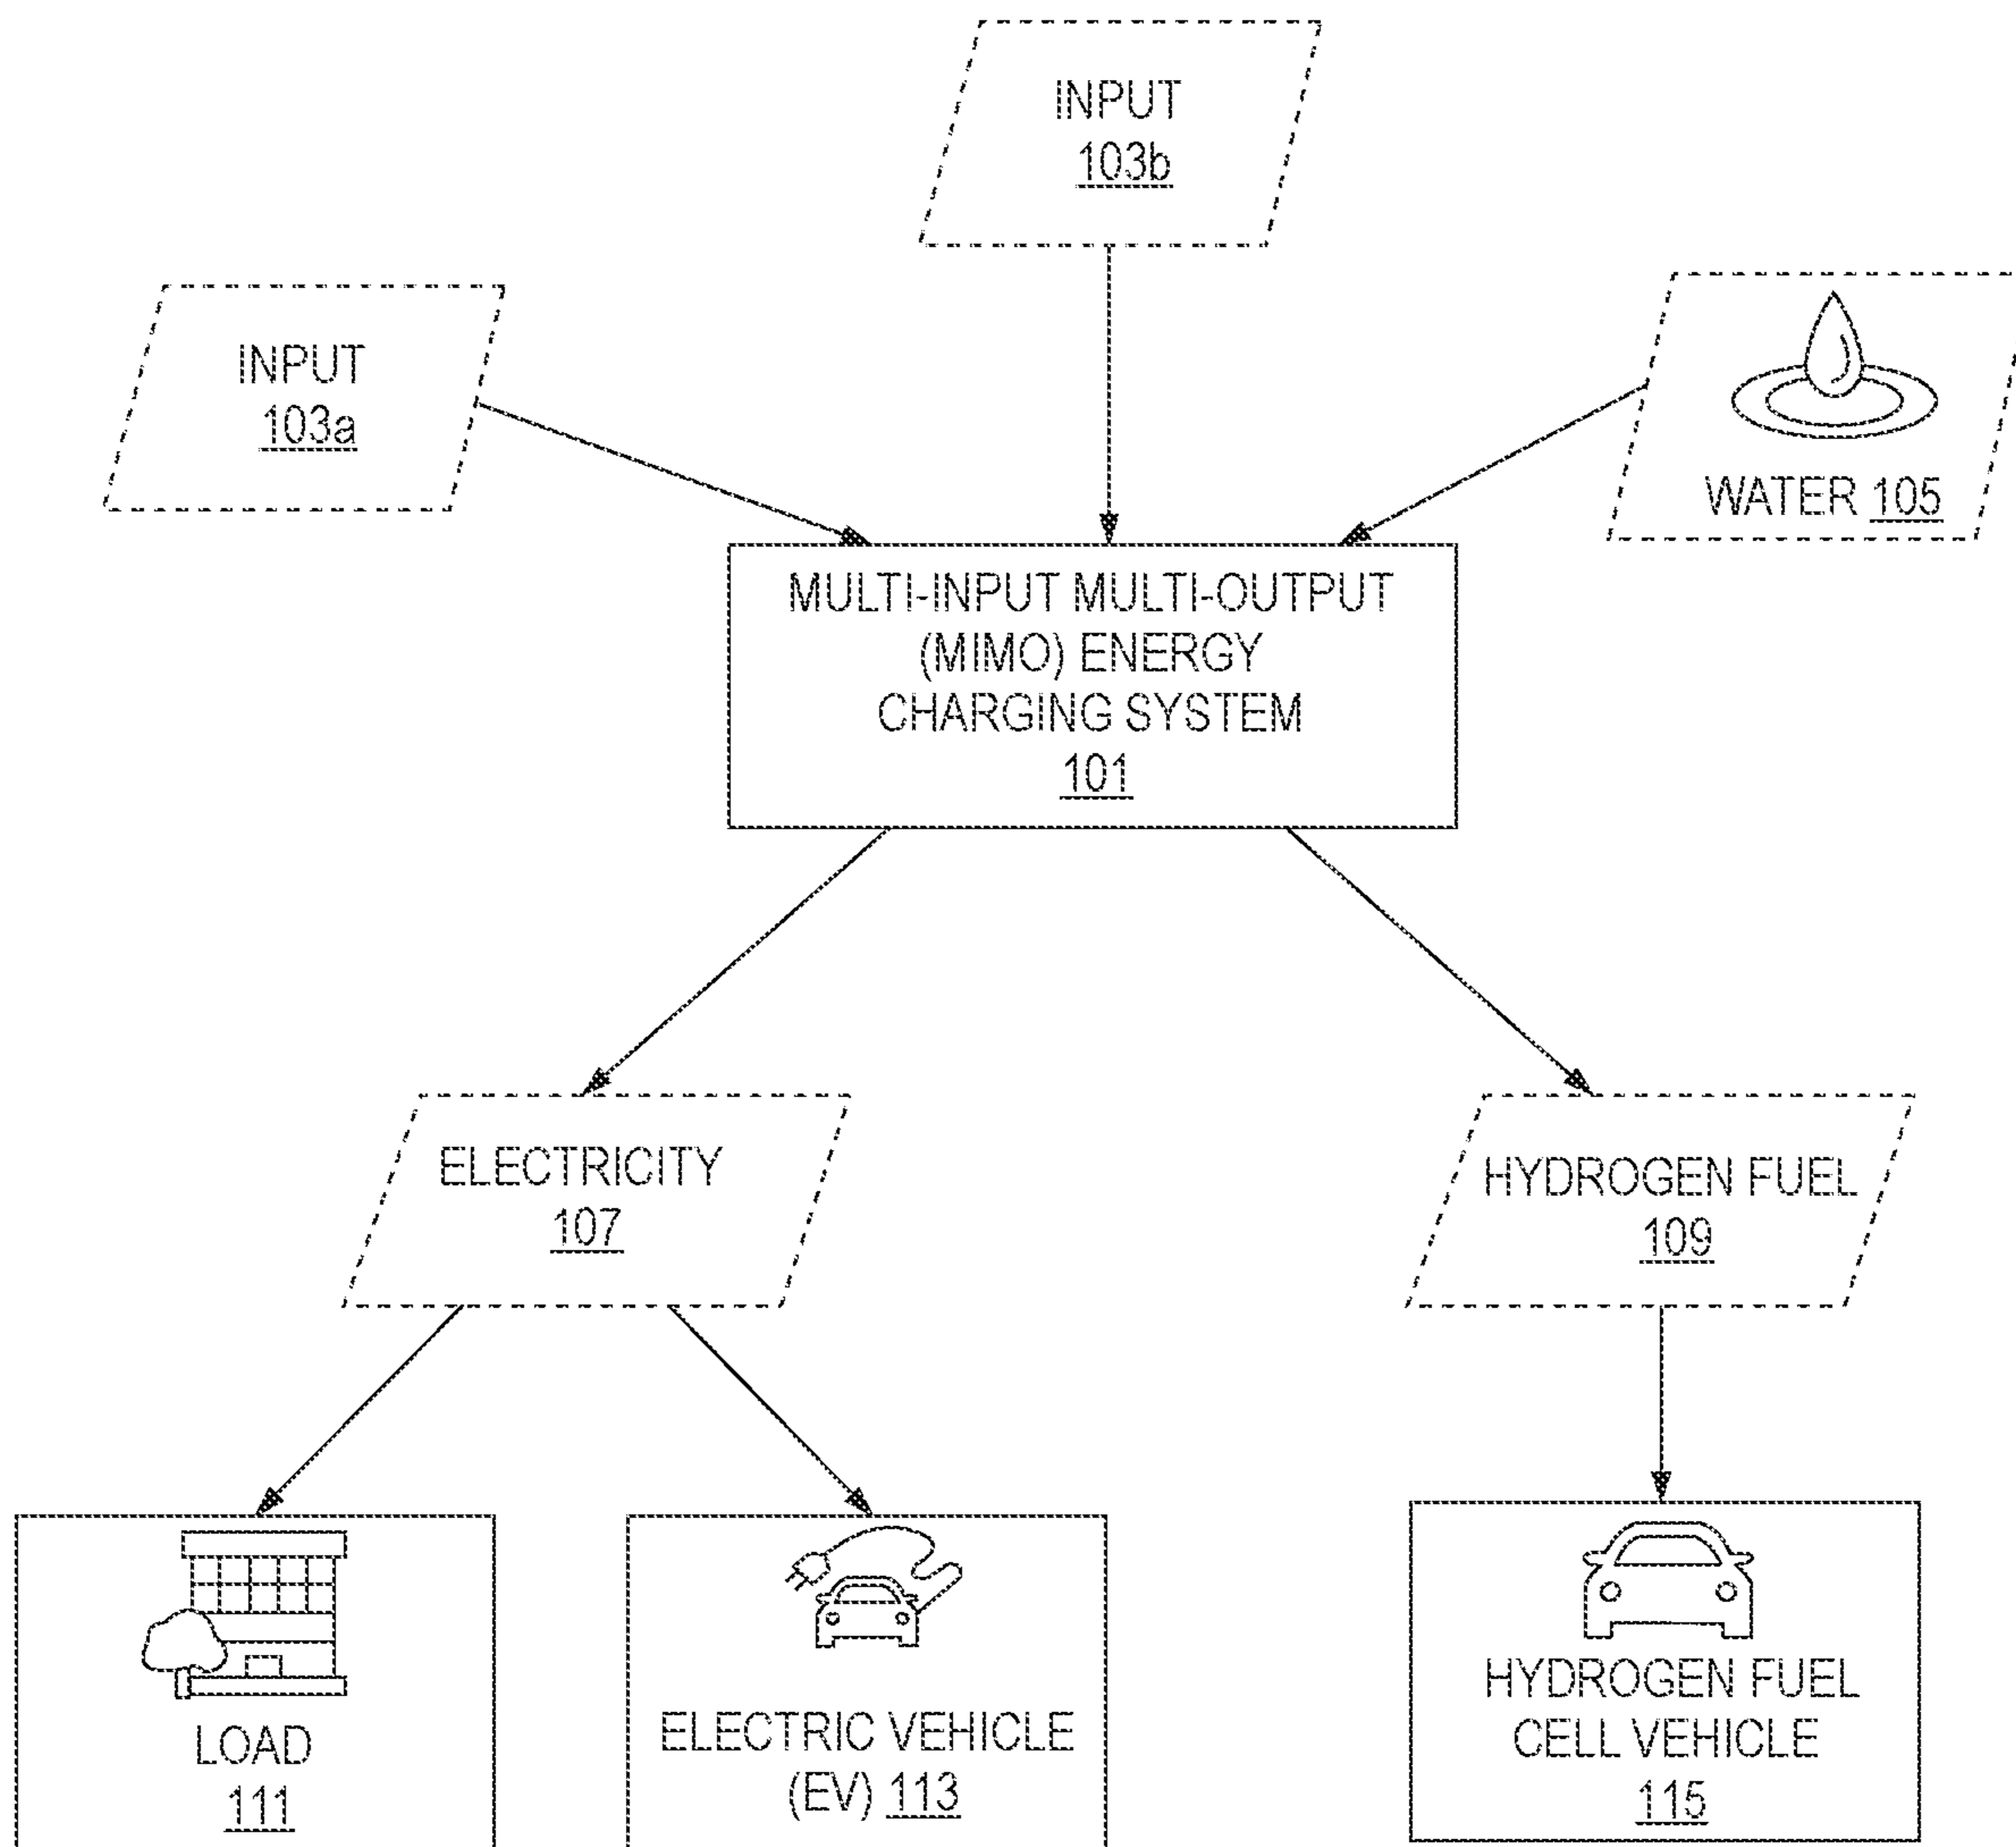 INPUT
103b
INPUT
103a
WATER 105
MULTI-INPUT MULTI-OUTPUT
(MIMO) ENERGY
CHARGING SYSTEM
101
ELECTRICITY
107
HYDROGEN FUEL
109
LOAD
111
ELECTRIC VEHICLE
(EV) 113
HYDROGEN FUEL
CELL VEHICLE
115